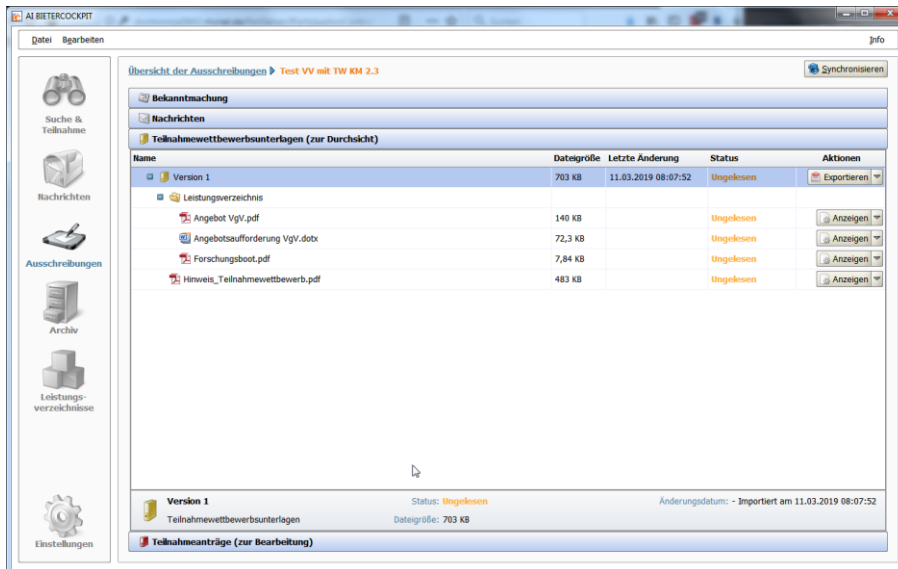 AI BIETERCOCKPIT
Datei Bearbeiten Info
Übersicht der Ausschreibungen Test VV mit TW KM 2.3 Synchronisieren
Suche &
Teilnahme
Nachrichten
Ausschreibungen
Archiv
Leistungs-
verzeichnisse
Einstellungen
Bekanntmachung
Nachrichten
Teilnahmewettbewerbsunterlagen (zur Durchsicht)
Name Dateigröße Letzte Änderung Status Aktionen
Version 1 703 KB 11.03.2019 08:07:52 Ungelesen Exportieren
Leistungsverzeichnis
Angebot VgV.pdf 140 KB Ungelesen Anzeigen
Angebotsaufforderung VgV.dotx 72,3 KB Ungelesen Anzeigen
Forschungsboot.pdf 7,84 KB Ungelesen Anzeigen
Hinweis_Teilnahmewettbewerb.pdf 483 KB Ungelesen Anzeigen
Version 1 Status: Ungelesen Änderungsdatum: - Importiert am 11.03.2019 08:07:52
Teilnahmewettbewerbsunterlagen Dateigröße: 703 KB
Teilnahmeanträge (zur Bearbeitung)